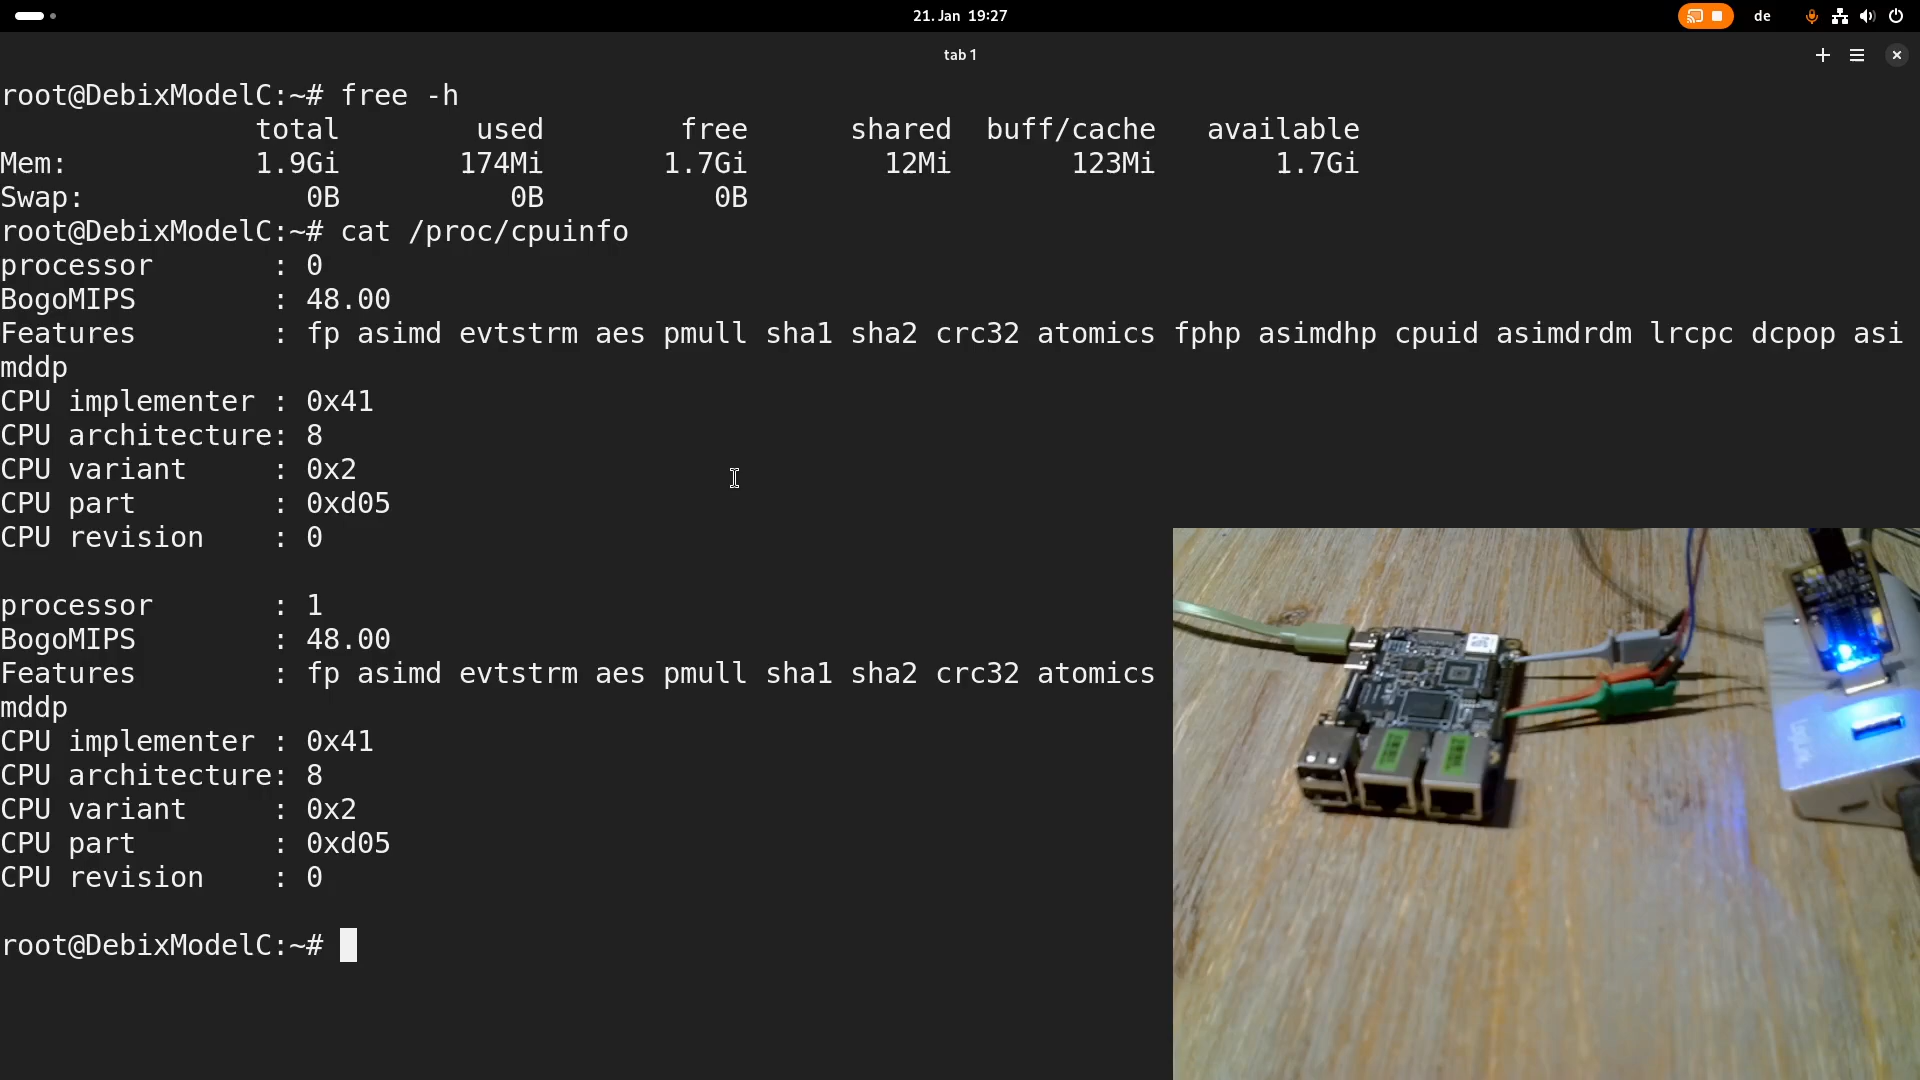 21. Jan 19:27
de
tab 1
root@DebixModelC:~# free -h
total used free shared buff/cache available
Mem: 1.9Gi 174Mi 1.7Gi 12Mi 123Mi 1.7Gi
Swap: 0B 0B 0B
root@DebixModelC:~# cat /proc/cpuinfo
processor : 0
BogoMIPS : 48.00
Features : fp asimd evtstrm aes pmull sha1 sha2 crc32 atomics fphp asimdhp cpuid asimdrdm lrcpc dcpop asi
mddp
CPU implementer : 0x41
CPU architecture: 8
CPU variant : 0x2
CPU part : 0xd05
CPU revision : 0
processor : 1
BogoMIPS : 48.00
Features : fp asimd evtstrm aes pmull sha1 sha2 crc32 atomics
mddp
CPU implementer : 0x41
CPU architecture: 8
CPU variant : 0x2
CPU part : 0xd05
CPU revision : 0
root@DebixModelC:~#